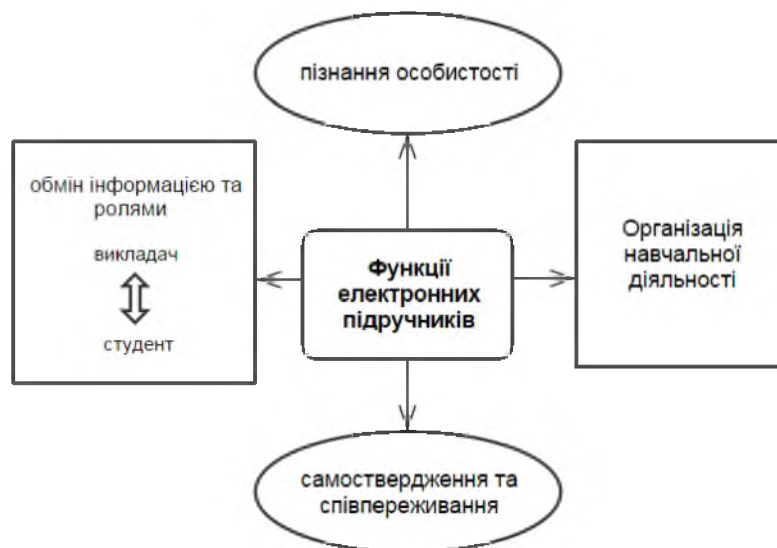 пізнання особистості
обмін інформацією та
ролями
викладач
студент
Функції
електронних
підручників
Організація
навчальної
діяльності
самоствердження та
співпереживання